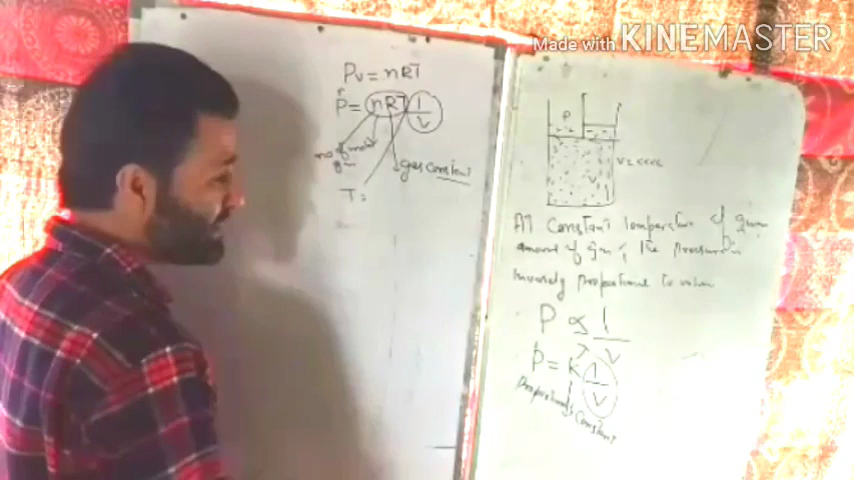 Made with KINEMASTER
PV = nRT
P = nRT 1/V
no of moles
gas constant
T =
P
V
At Constant temperature of given
amount of gas, the pressure is
inversely proportional to volume
P ∝ 1/V
P = K 1/V
Proportionality Constant